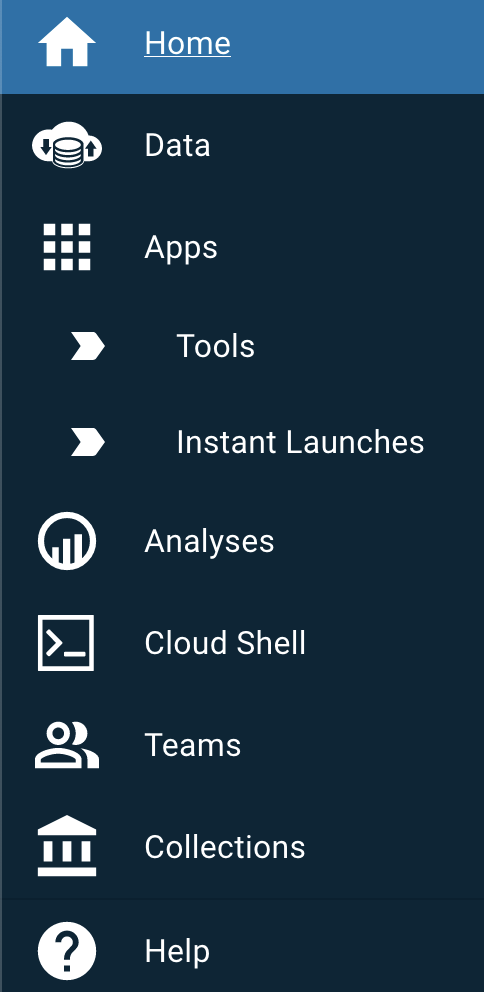 Home
Data
Apps
Tools
Instant Launches
Analyses
Cloud Shell
Teams
Collections
Help